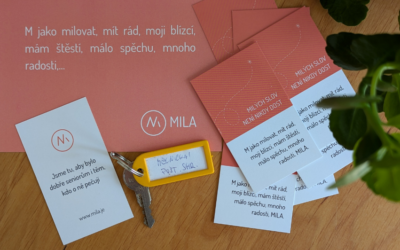 M jako milovat, mít rád, moji blízcí,
mám štěstí, málo spěchu, mnoho
radosti,...
MILA
Jsme tu, aby bylo
dobře seniorům i těm,
kdo o ně pečují
www.mila.je
MILÝCH SLOV
NENÍ NIKDY DOST
MILÝCH SLOV
NENÍ NIKDY DOST
M jako milovat, mít rád,
moji blízcí, mám štěstí,
málo spěchu, mnoho
radosti, MILA
M jako milovat, mít rád,
moji blízcí, mám štěstí,
málo spěchu, mnoho
radosti, MILA